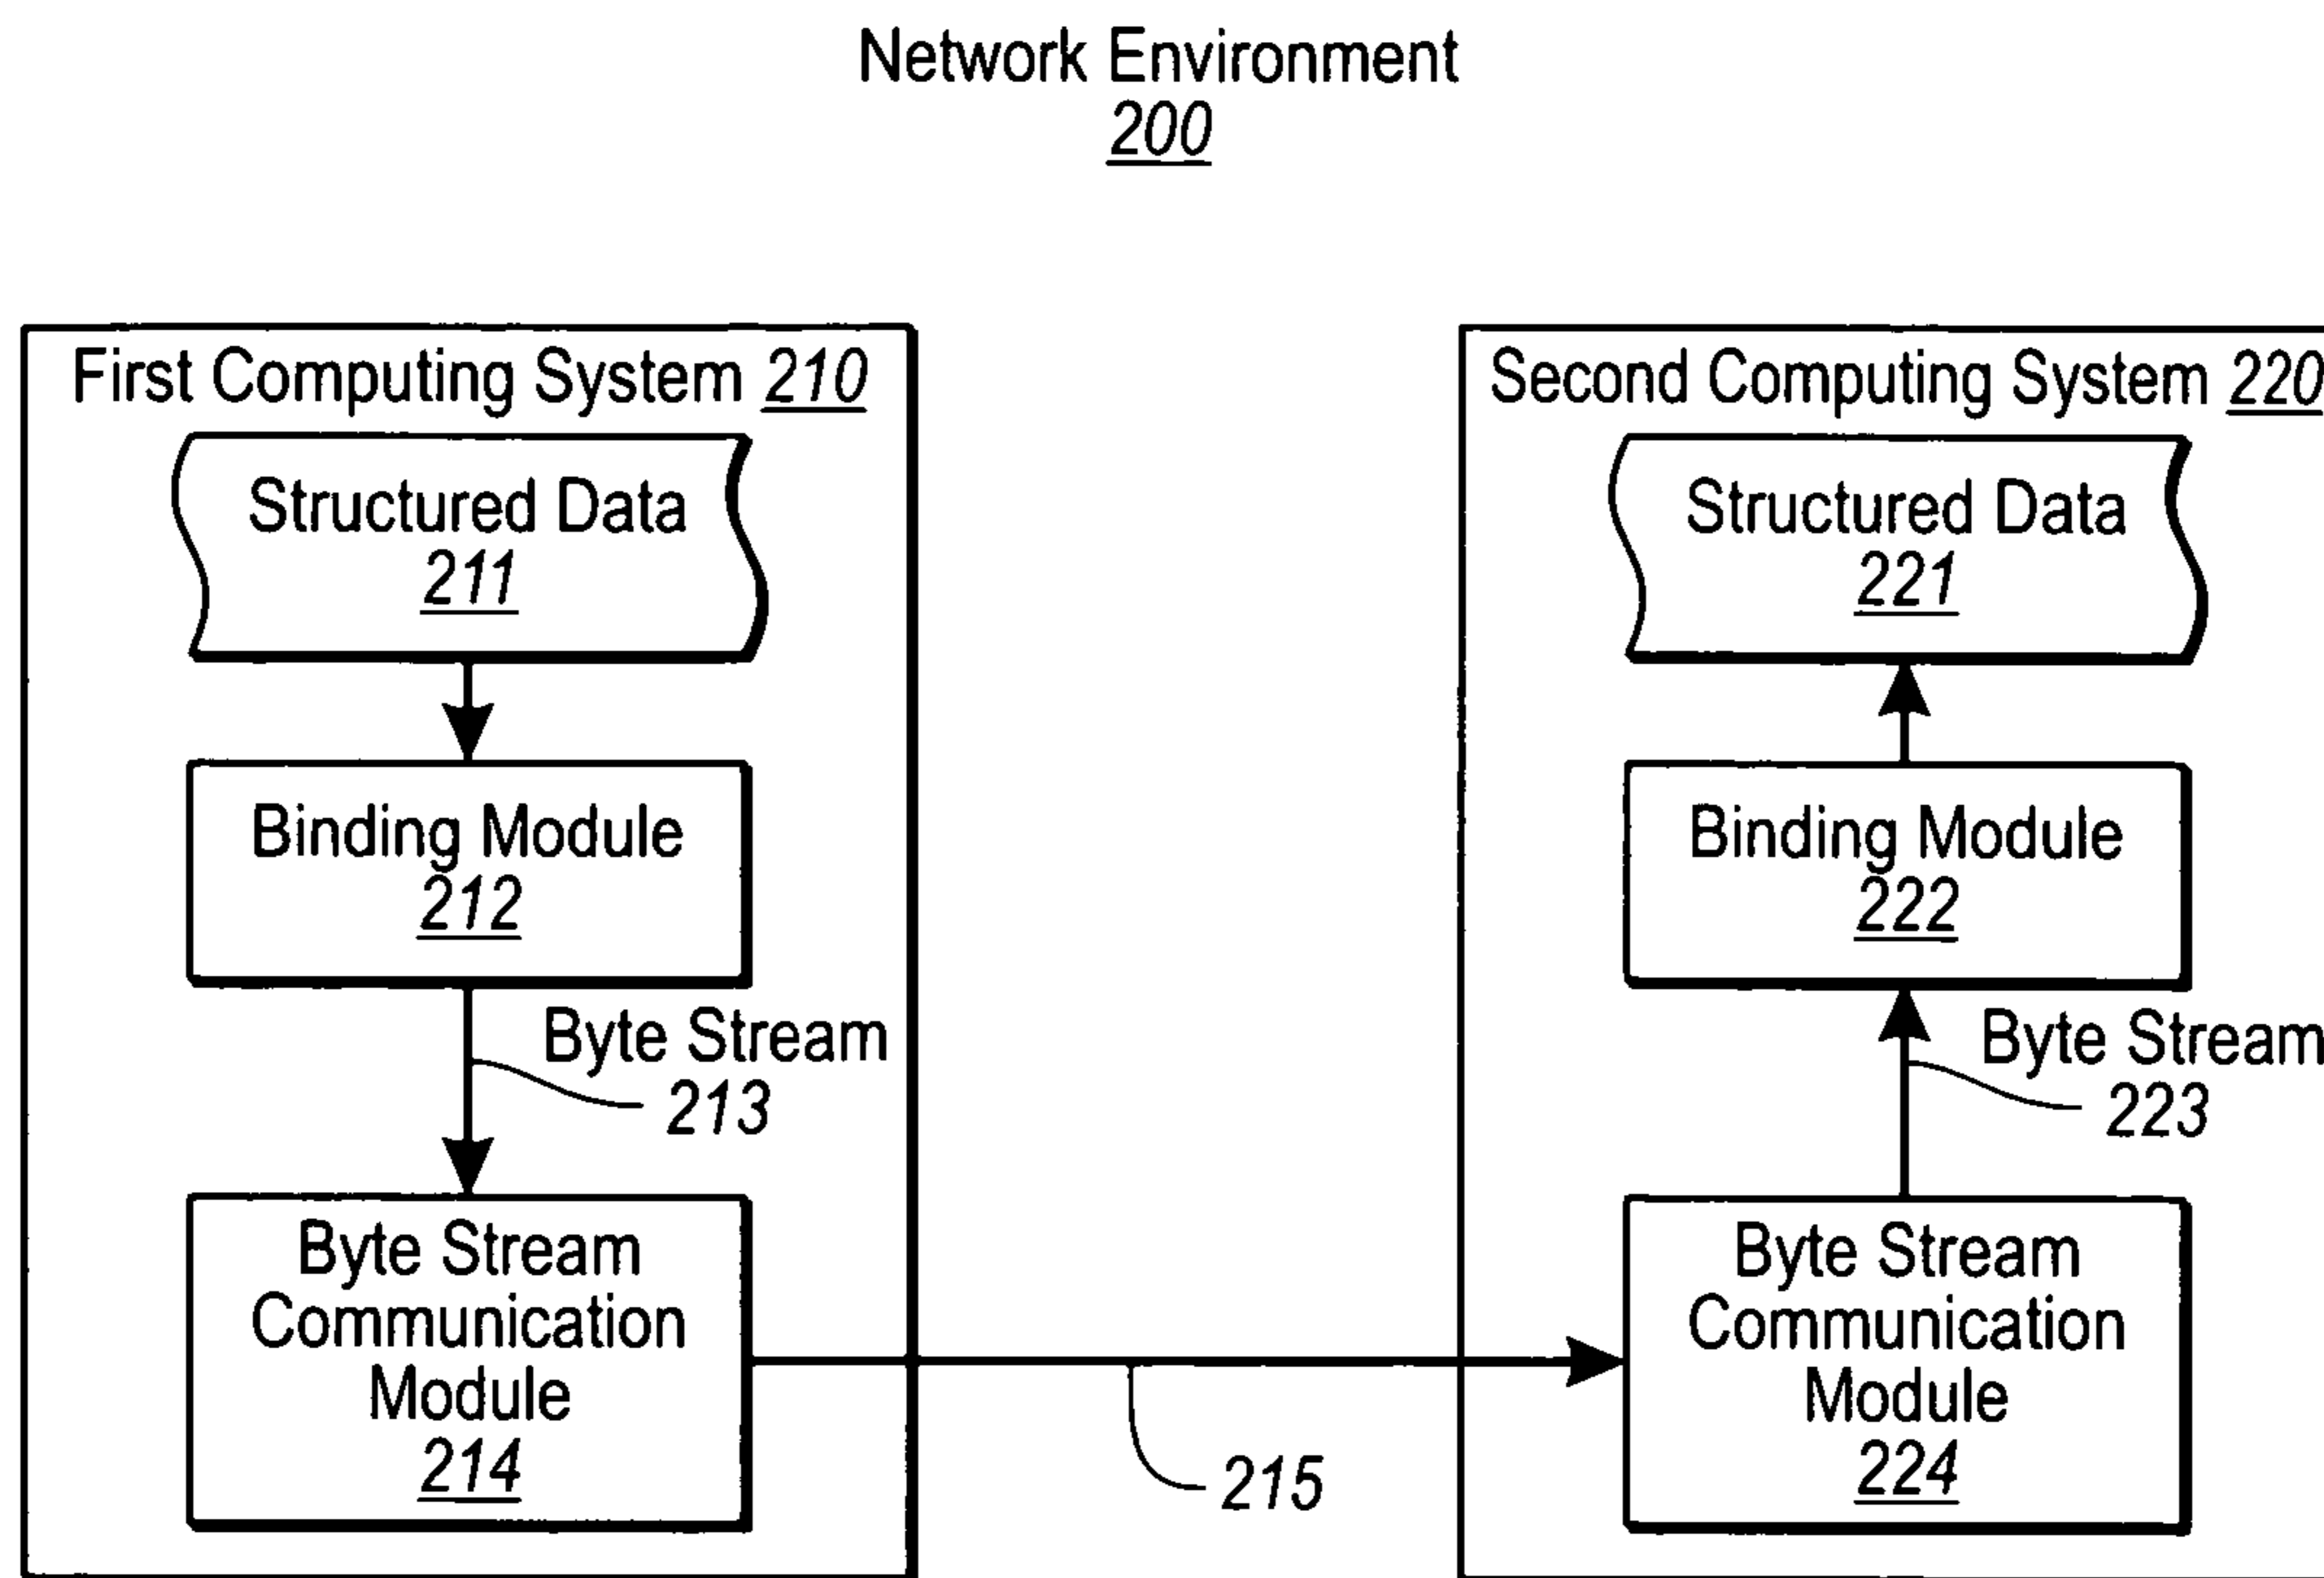 Network Environment
200
First Computing System 210
Structured Data
211
Binding Module
212
Byte Stream
213
Byte Stream
Communication
Module
214
215
Second Computing System 220
Structured Data
221
Binding Module
222
Byte Stream
223
Byte Stream
Communication
Module
224